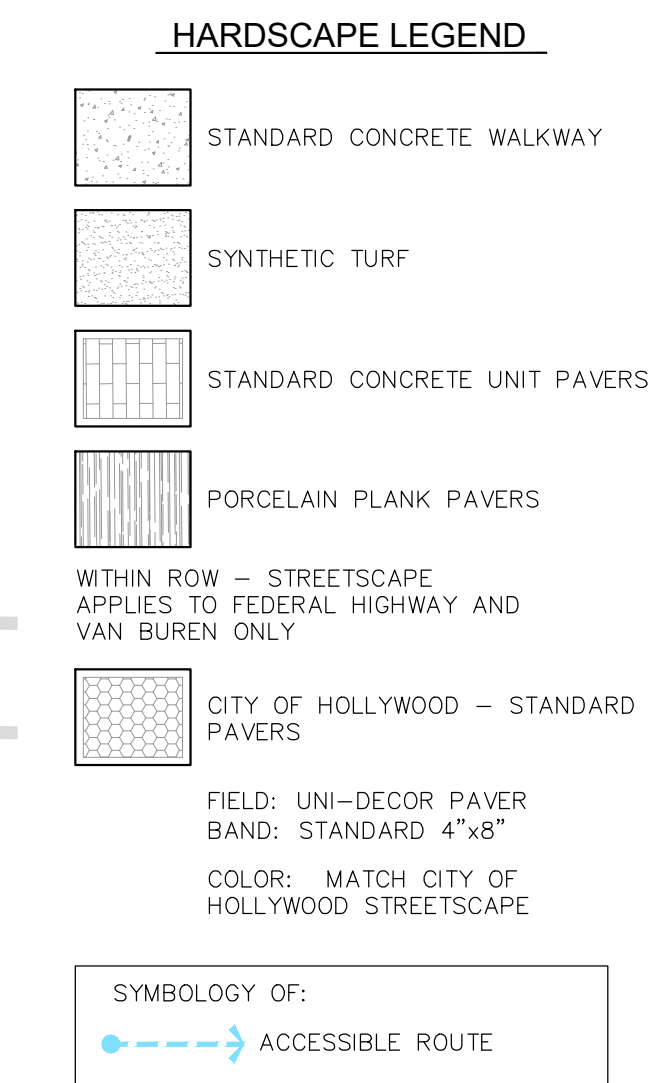 HARDSCAPE LEGEND
STANDARD CONCRETE WALKWAY
SYNTHETIC TURF
STANDARD CONCRETE UNIT PAVERS
PORCELAIN PLANK PAVERS
WITHIN ROW – STREETSCAPE
APPLIES TO FEDERAL HIGHWAY AND
VAN BUREN ONLY
CITY OF HOLLYWOOD – STANDARD
PAVERS
FIELD: UNI–DECOR PAVER
BAND: STANDARD 4”x8”
COLOR: MATCH CITY OF
HOLLYWOOD STREETSCAPE
SYMBOLOGY OF:
ACCESSIBLE ROUTE